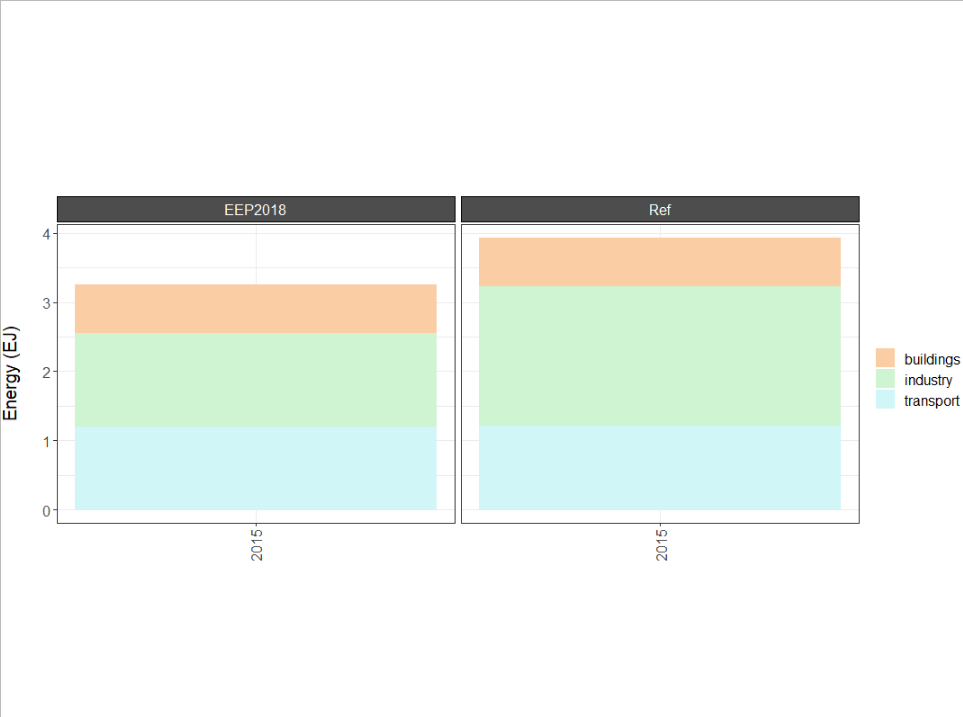 EEP2018
Ref
Energy (EJ)
4
3
2
1
0
2015
2015
buildings
industry
transport